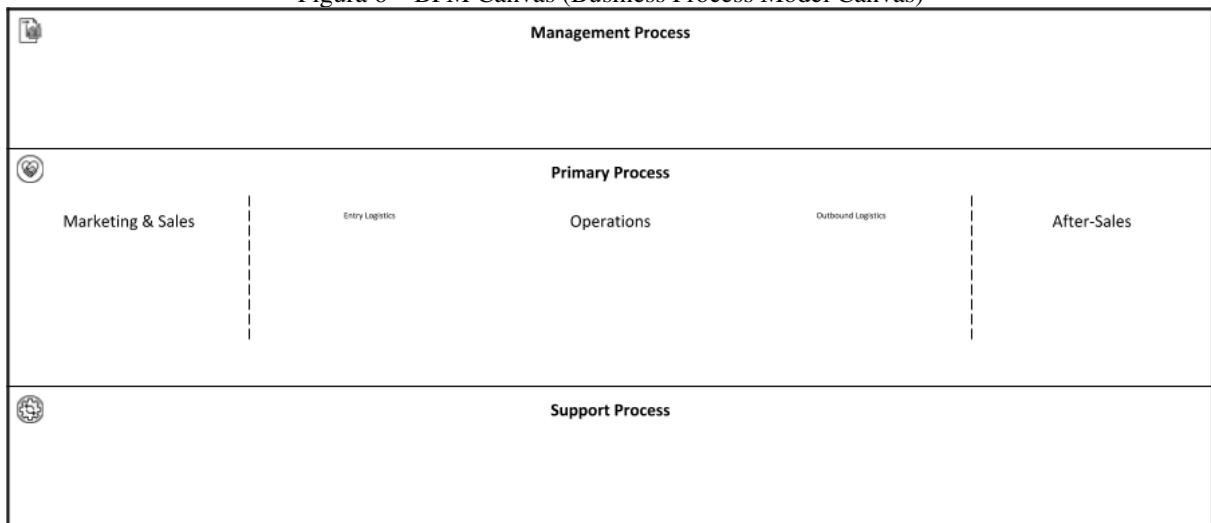 Figura 6 – BPM Canvas (Business Process Model Canvas)
Management Process
Primary Process
Marketing & Sales
Entry Logistics
Operations
Outbound Logistics
After-Sales
Support Process